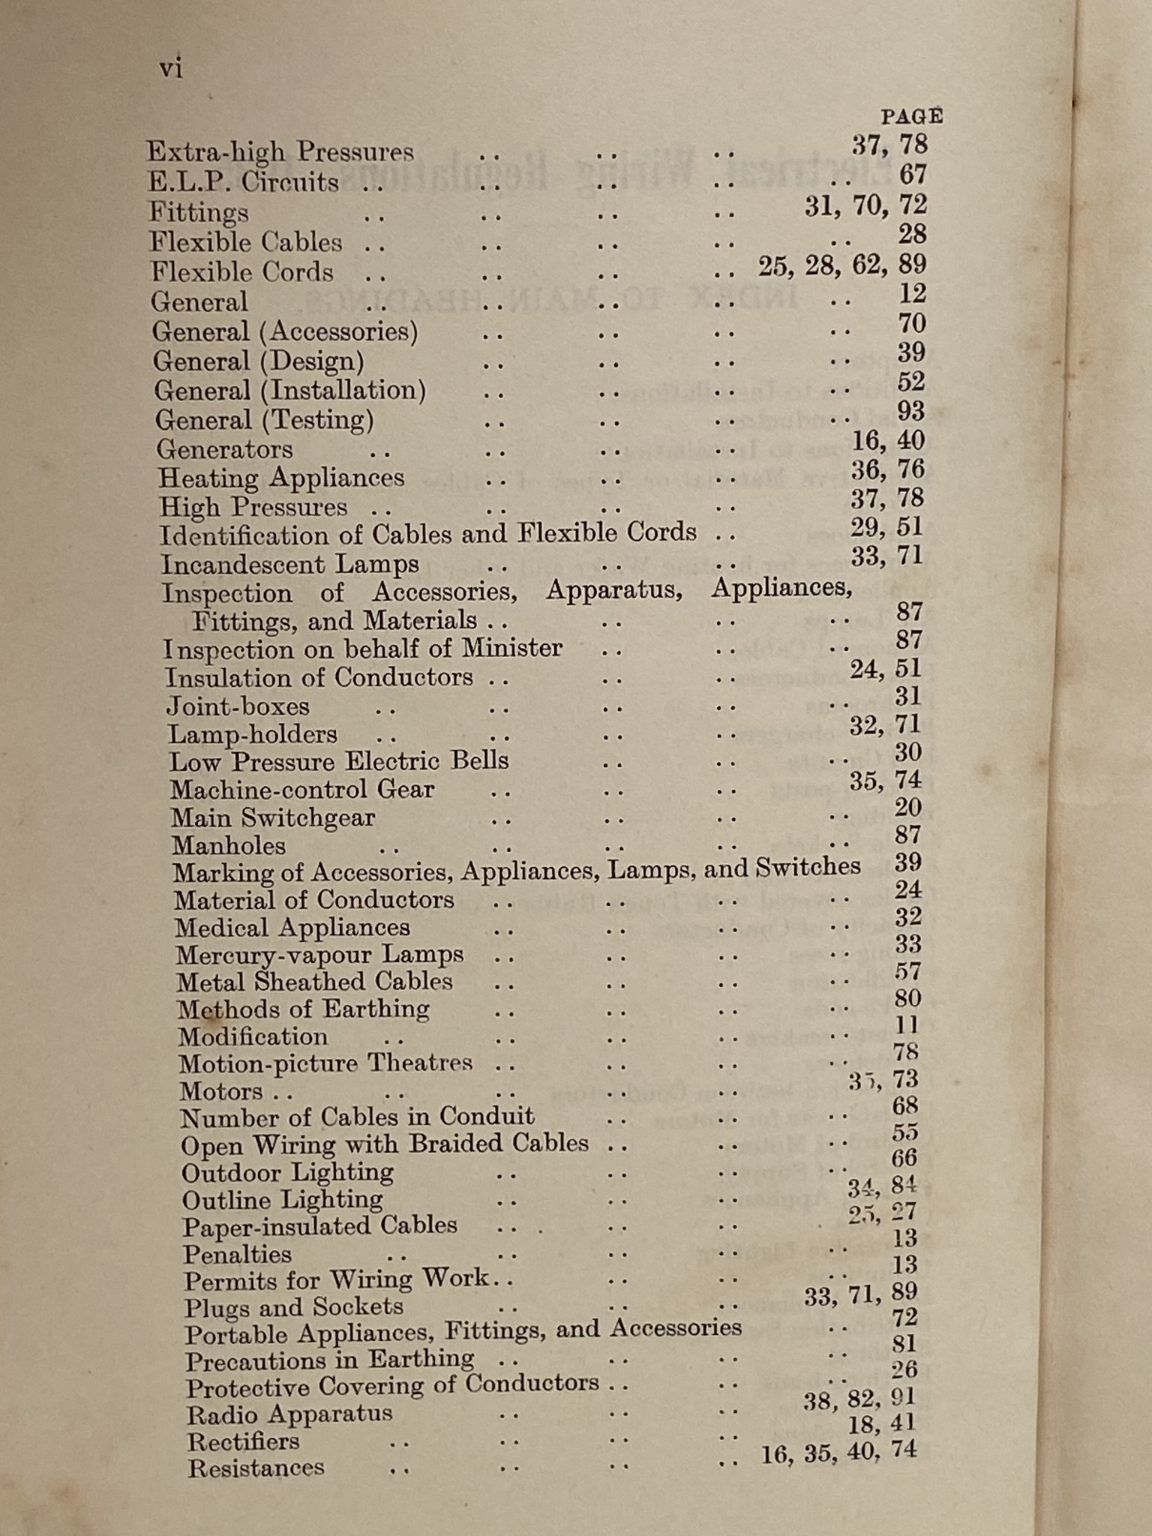 vi
PAGE
Extra-high Pressures .. .. .. 37, 78
E.L.P. Circuits .. .. .. .. .. 67
Fittings .. .. .. .. 31, 70, 72
Flexible Cables .. .. .. .. .. 28
Flexible Cords .. .. .. .. 25, 28, 62, 89
General .. .. .. .. .. 12
General (Accessories) .. .. .. .. 70
General (Design) .. .. .. .. 39
General (Installation) .. .. .. .. 52
General (Testing) .. .. .. .. 93
Generators .. .. .. .. 16, 40
Heating Appliances .. .. .. 36, 76
High Pressures .. .. .. .. 37, 78
Identification of Cables and Flexible Cords .. 29, 51
Incandescent Lamps .. .. .. 33, 71
Inspection of Accessories, Apparatus, Appliances,
Fittings, and Materials .. .. .. .. 87
Inspection on behalf of Minister .. .. .. 87
Insulation of Conductors .. .. .. 24, 51
Joint-boxes .. .. .. .. .. 31
Lamp-holders .. .. .. .. 32, 71
Low Pressure Electric Bells .. .. .. 30
Machine-control Gear .. .. .. 35, 74
Main Switchgear .. .. .. .. 20
Manholes .. .. .. .. .. 87
Marking of Accessories, Appliances, Lamps, and Switches 39
Material of Conductors .. .. .. .. 24
Medical Appliances .. .. .. .. 32
Mercury-vapour Lamps .. .. .. .. 33
Metal Sheathed Cables .. .. .. .. 57
Methods of Earthing .. .. .. .. 80
Modification .. .. .. .. .. 11
Motion-picture Theatres .. .. .. .. 78
Motors .. .. .. .. .. 35, 73
Number of Cables in Conduit .. .. .. 68
Open Wiring with Braided Cables .. .. .. 55
Outdoor Lighting .. .. .. .. 66
Outline Lighting .. .. .. 34, 84
Paper-insulated Cables .. .. .. 25, 27
Penalties .. .. .. .. .. 13
Permits for Wiring Work .. .. .. .. 13
Plugs and Sockets .. .. .. 33, 71, 89
Portable Appliances, Fittings, and Accessories .. 72
Precautions in Earthing .. .. .. .. 81
Protective Covering of Conductors .. .. .. 26
Radio Apparatus .. .. .. 38, 82, 91
Rectifiers .. .. .. .. 18, 41
Resistances .. .. .. .. 16, 35, 40, 74